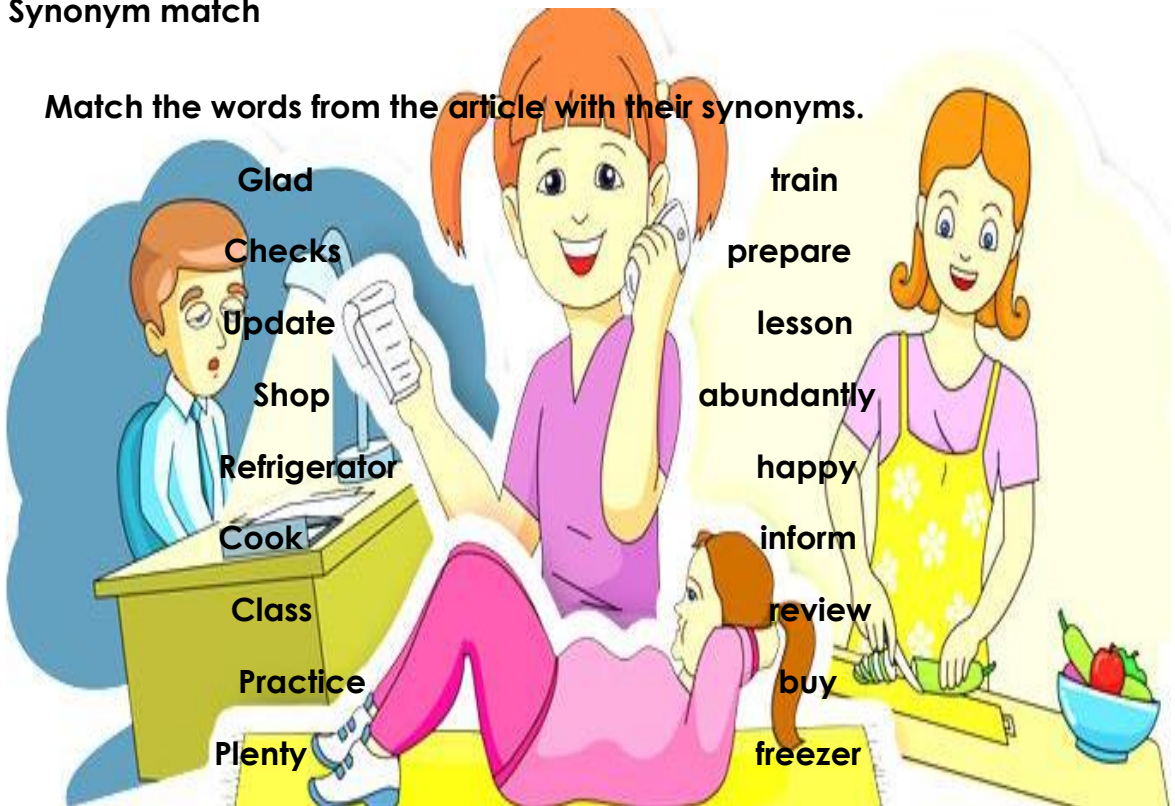 Synonym match
Match the words from the article with their synonyms.
Glad train
Checks prepare
Update lesson
Shop abundantly
Refrigerator happy
Cook inform
Class review
Practice buy
Plenty freezer